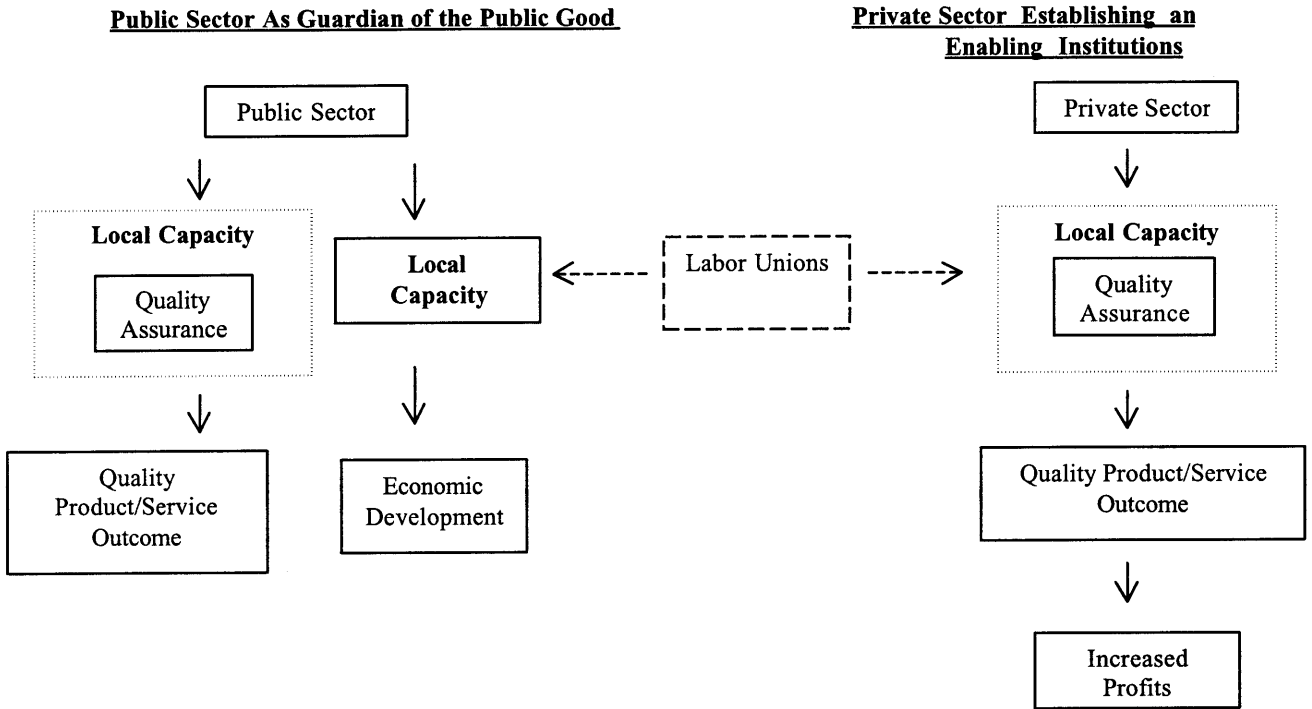 Public Sector As Guardian of the Public Good
Private Sector Establishing an
Enabling Institutions
Public Sector
Private Sector
Local Capacity
Quality
Assurance
Local
Capacity
Labor Unions
Local Capacity
Quality
Assurance
Quality
Product/Service
Outcome
Economic
Development
Quality Product/Service
Outcome
Increased
Profits